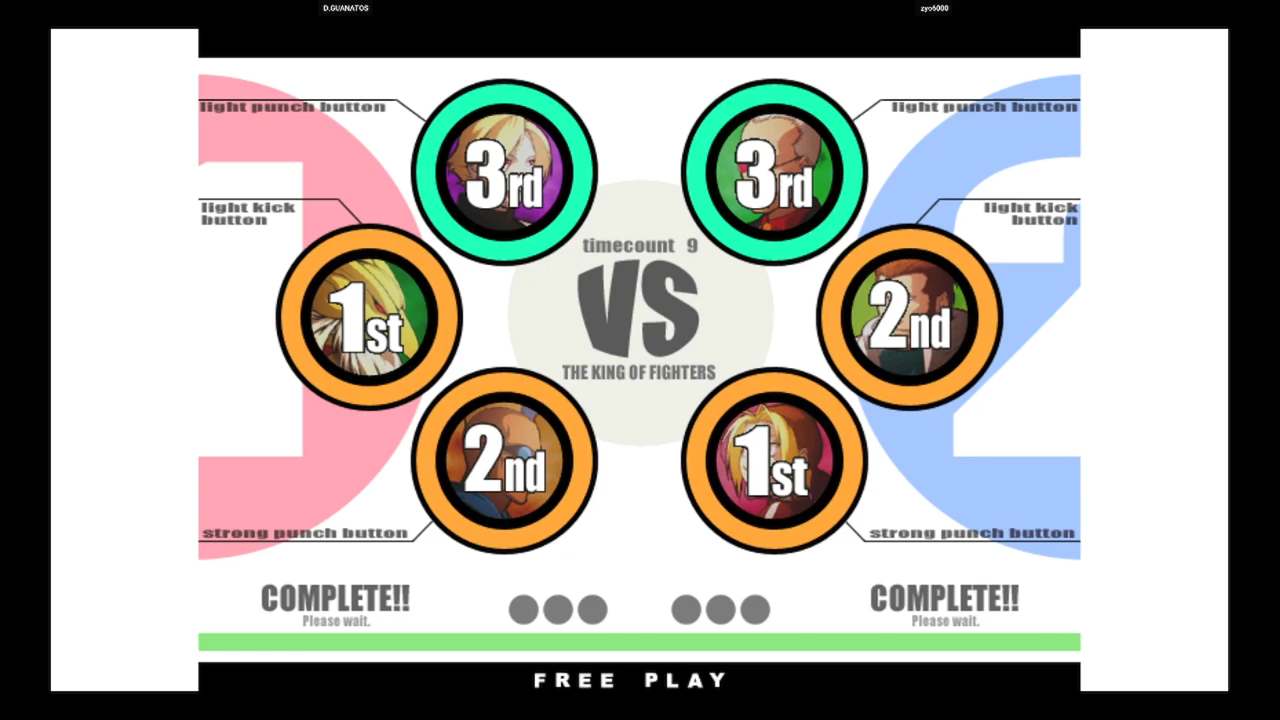 D.GUANATOS
zyo6000
light punch button
light punch button
3rd
3rd
light kick
button
light kick
button
timecount 9
1st
VS
2nd
THE KING OF FIGHTERS
2nd
1st
strong punch button
strong punch button
COMPLETE!!
Please wait.
COMPLETE!!
Please wait.
FREE PLAY